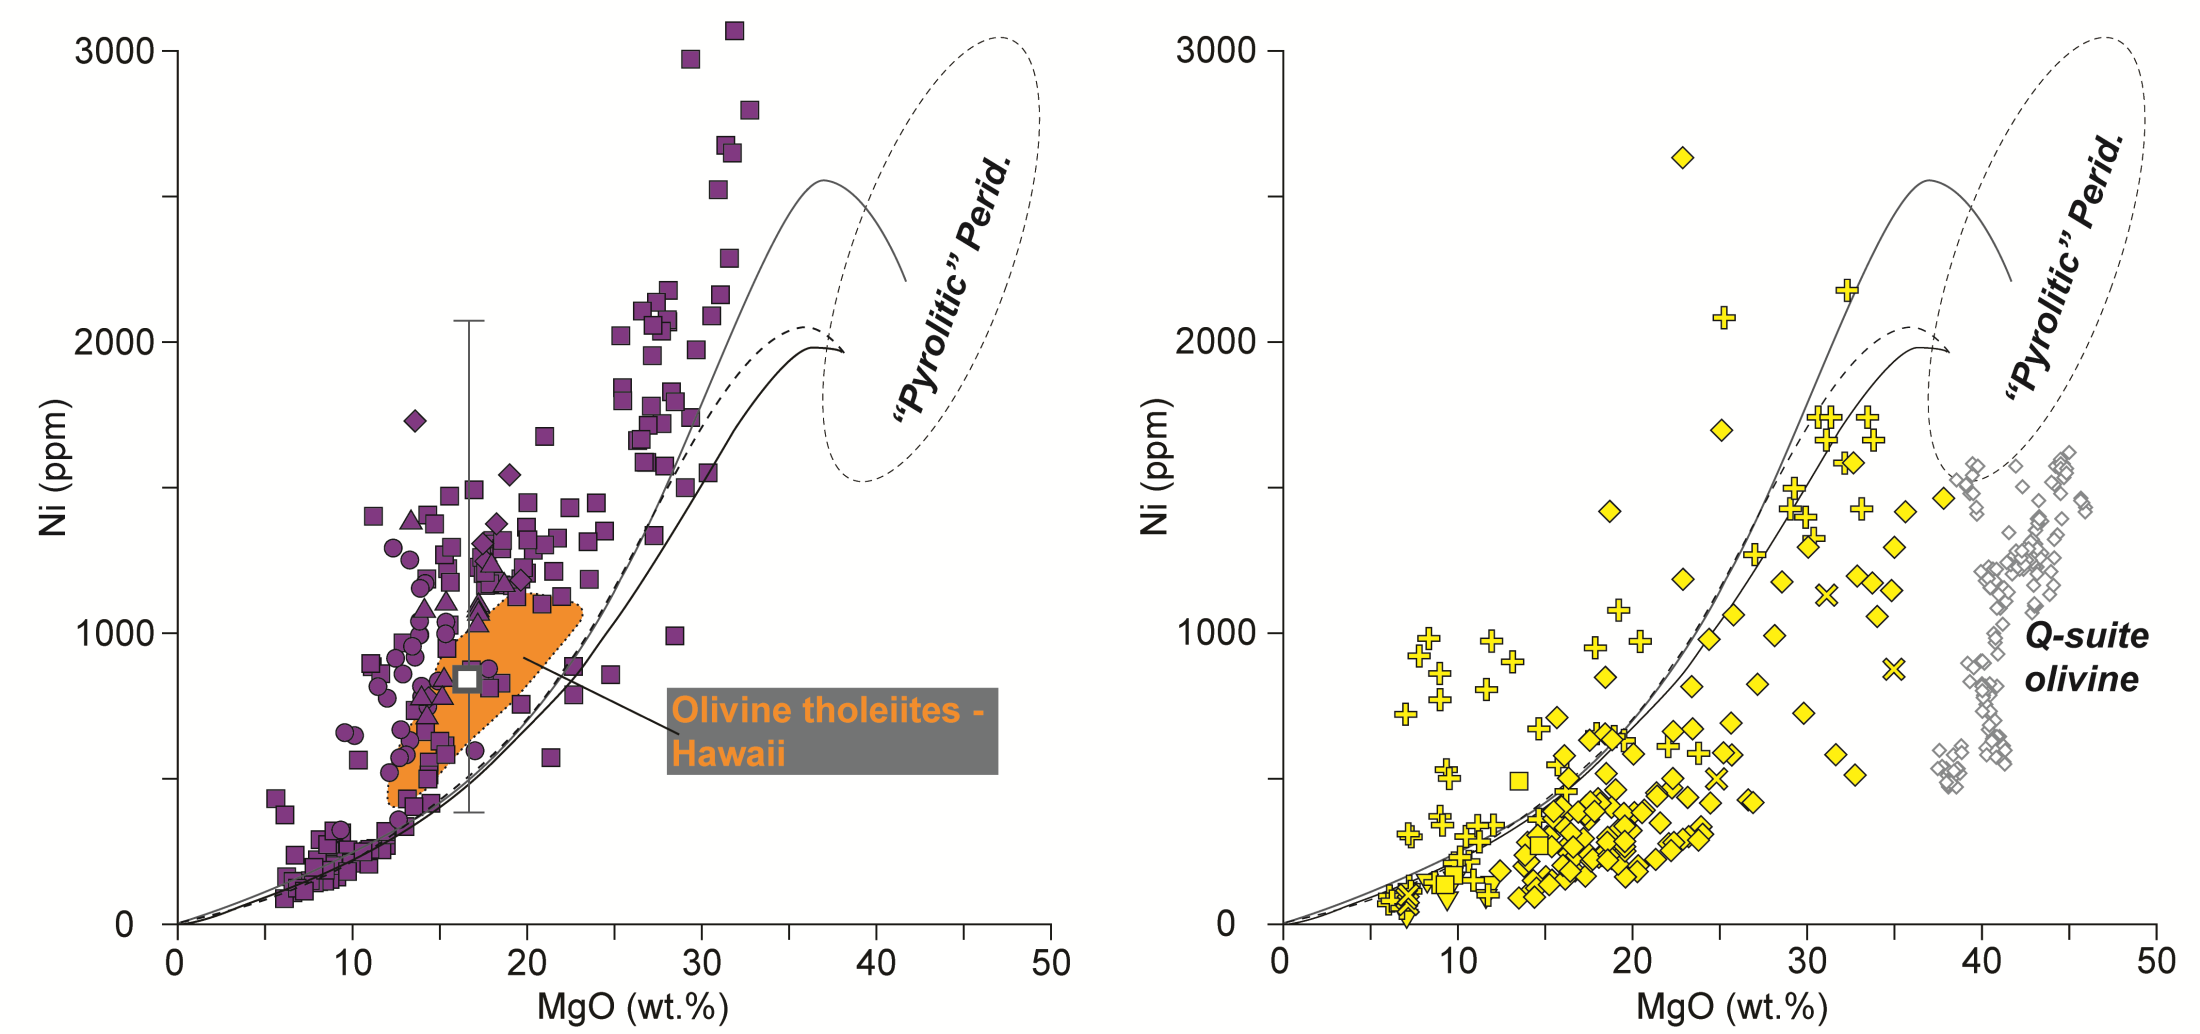 3000
2000
1000
0
Ni (ppm)
0
10
20
30
40
50
MgO (wt.%)
“Pyrolitic” Perid.
Olivine tholeiites -
Hawaii
3000
2000
1000
0
Ni (ppm)
0
10
20
30
40
50
MgO (wt.%)
“Pyrolitic” Perid.
Q-suite
olivine